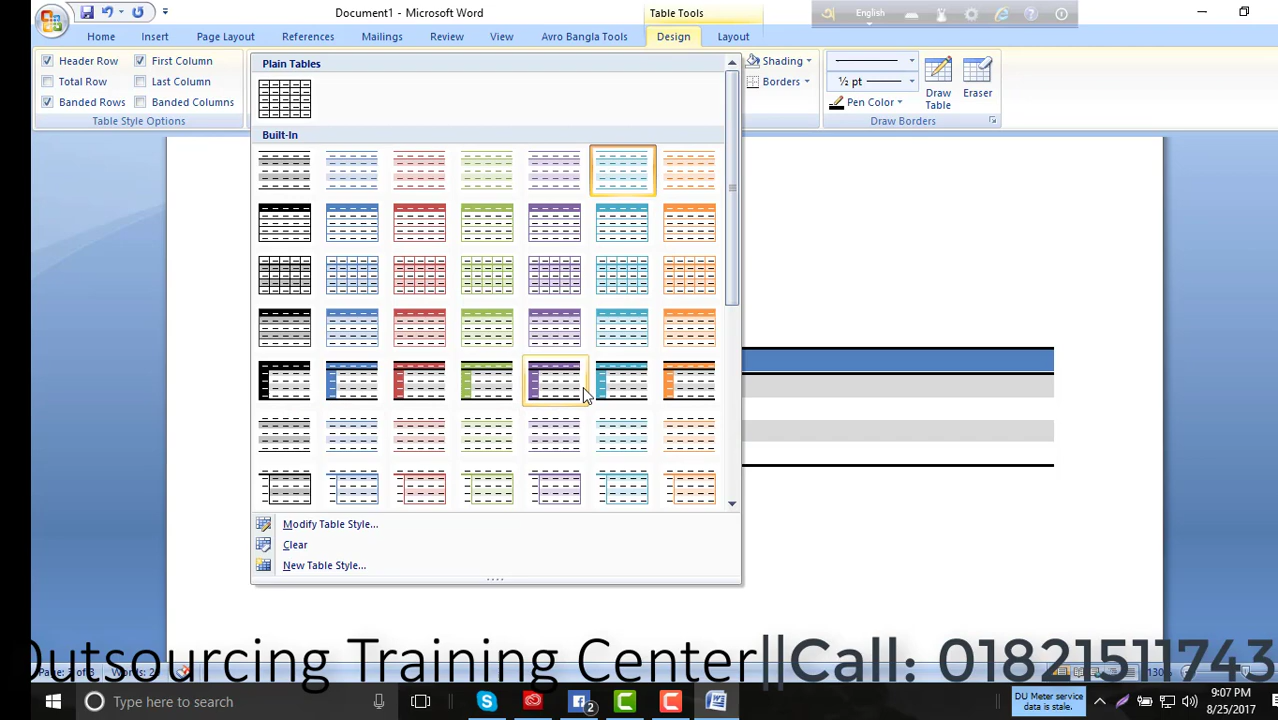 Document1 - Microsoft Word
Table Tools
English
Home
Insert
Page Layout
References
Mailings
Review
View
Avro Bangla Tools
Design
Layout
Header Row
First Column
Total Row
Last Column
Banded Rows
Banded Columns
Table Style Options
Plain Tables
Built-In
Modify Table Style...
Clear
New Table Style...
Shading
Borders
½ pt
Pen Color
Draw
Table
Eraser
Draw Borders
Outsourcing Training Center||Call: 01821511743
130%
Type here to search
2
DU Meter service
data is stale.
9:07 PM
8/25/2017